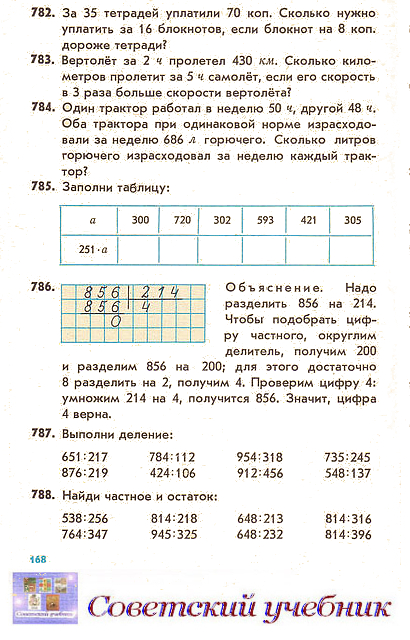 782. За 35 тетрадей уплатили 70 коп. Сколько нужно
уплатить за 16 блокнотов, если блокнот на 8 коп.
дороже тетради?
783. Вертолёт за 2 ч пролетел 430 км. Сколько кило-
метров пролетит за 5 ч самолёт, если его скорость
в 3 раза больше скорости вертолёта?
784. Один трактор работал в неделю 50 ч, другой 48 ч.
Оба трактора при одинаковой норме израсходо-
вали за неделю 686 л горючего. Сколько литров
горючего израсходовал за неделю каждый трак-
тор?
785. Заполни таблицу:
а 300 720 302 593 421 305
251·а
786. 856 214
856 4
0
Объяснение. Надо
разделить 856 на 214.
Чтобы подобрать циф-
ру частного, округлим
делитель, получим 200
и разделим 856 на 200; для этого достаточно
8 разделить на 2, получим 4. Проверим цифру 4:
умножим 214 на 4, получится 856. Значит, цифра
4 верна.
787. Выполни деление:
651:217 784:112 954:318 735:245
876:219 424:106 912:456 548:137
788. Найди частное и остаток:
538:256 814:218 648:213 814:316
764:347 945:325 648:232 814:396
168
Советский учебник
Советский учебник